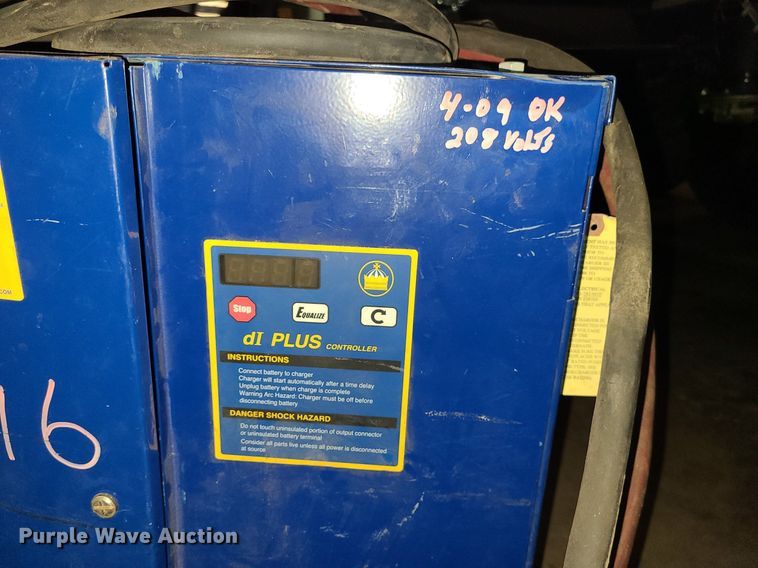 4-09 OK
208 Volts
Stop
EQUALIZE
C
dI PLUS CONTROLLER
INSTRUCTIONS
Connect battery to charger
Charger will start automatically after a time delay
Unplug battery when charge is complete
Warning Arc Hazard: Charger must be off before
disconnecting battery
DANGER SHOCK HAZARD
Do not touch uninsulated portion of output connector
or uninsulated battery terminal
Consider all parts live unless all power is disconnected
at source
.COM
16
Purple Wave Auction